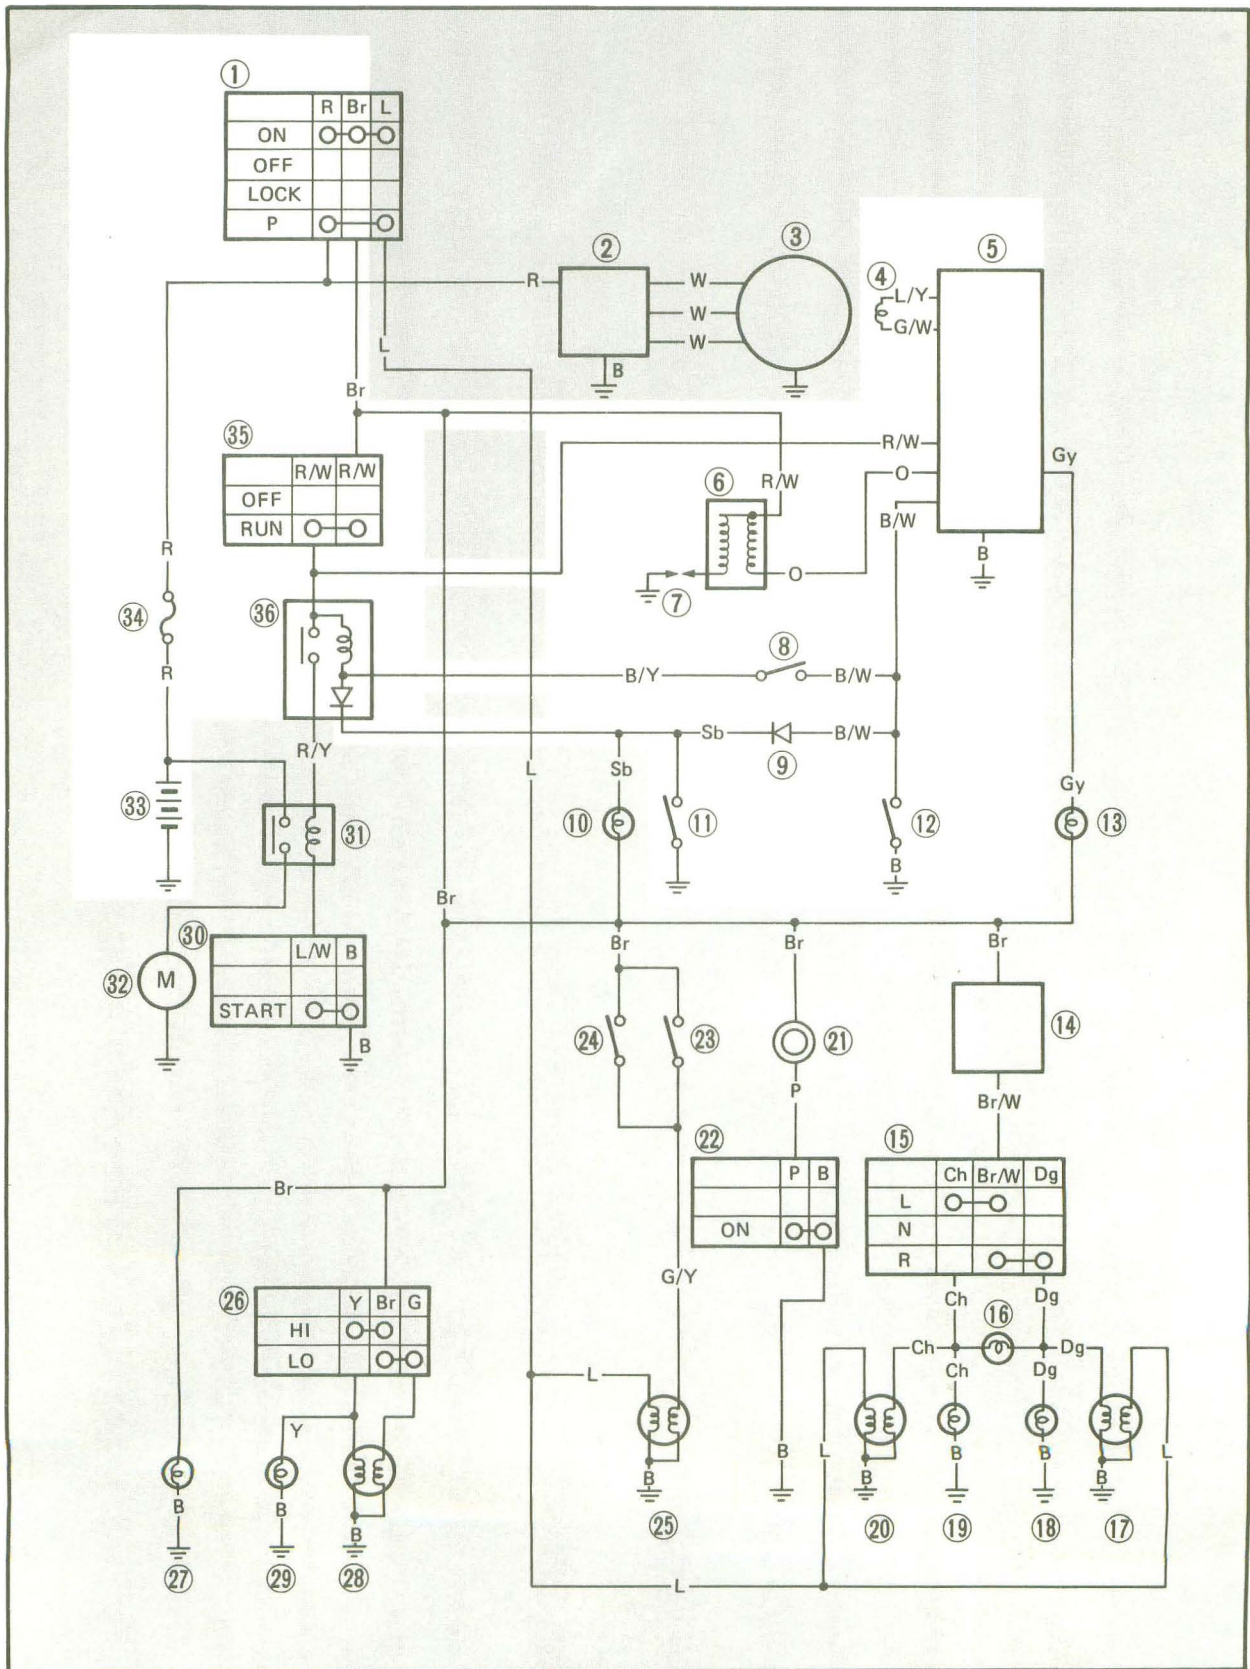 ①
R Br L
ON
OFF
LOCK
P
② ③ ④ ⑤
R W
W
W
L/Y
G/W
B
L
Br
㉟
R/W R/W
OFF
RUN
R/W
O
B/W
Gy
⑥
R/W
B
O
⑦
R
㉞
R
㊱
⑧
B/Y B/W
Sb B/W
⑨
R/Y
Sb
L
Gy
㉝
㉛
⑩ ⑪ ⑫ ⑬
B
Br
㉚
L/W B
START
㉜
M
B
Br Br Br
㉔ ㉓ ㉑ ⑭
P
Br/W
㉒
P B
ON
⑮
Ch Br/W Dg
L
N
R
Br
㉖
Y Br G
HI
LO
G/Y
Ch Dg
⑯
Ch Dg
Ch Dg
L
Y
B B B
B
L
B B B B
L
㉗ ㉙ ㉘
㉕ ⑳ ⑲ ⑱ ⑰
L